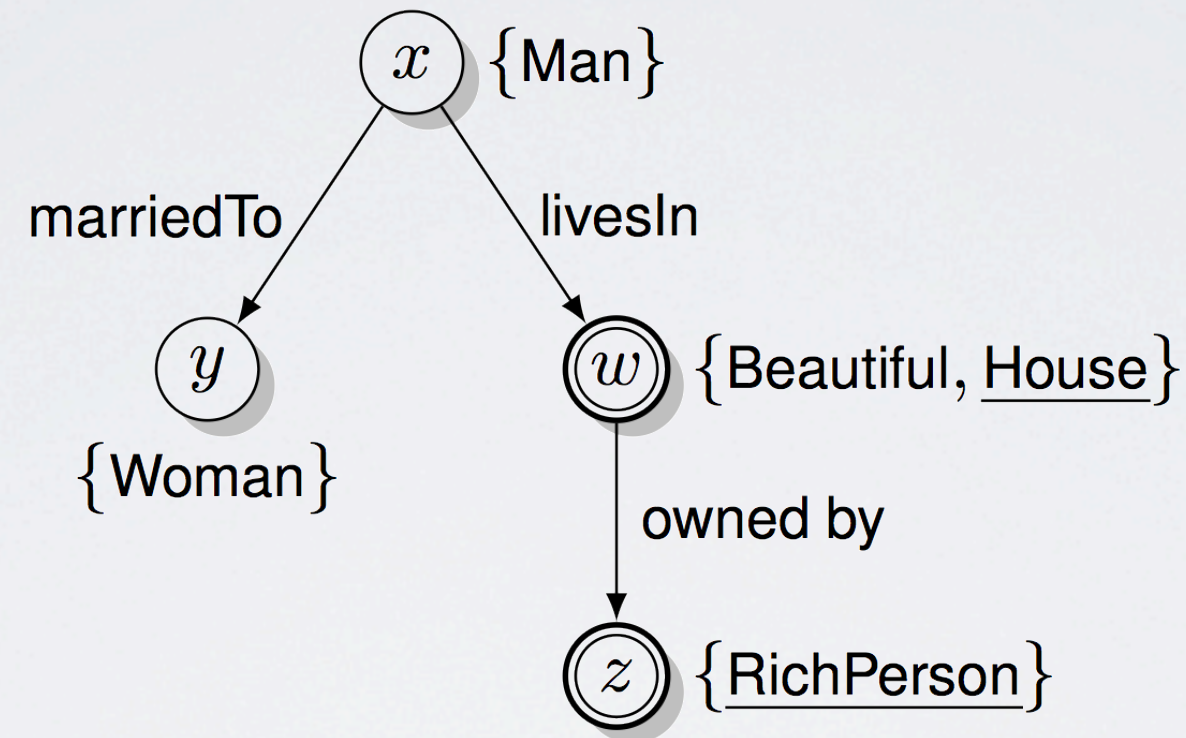 x {Man}
marriedTo livesIn
y w {Beautiful, House}
{Woman}
owned by
z {RichPerson}